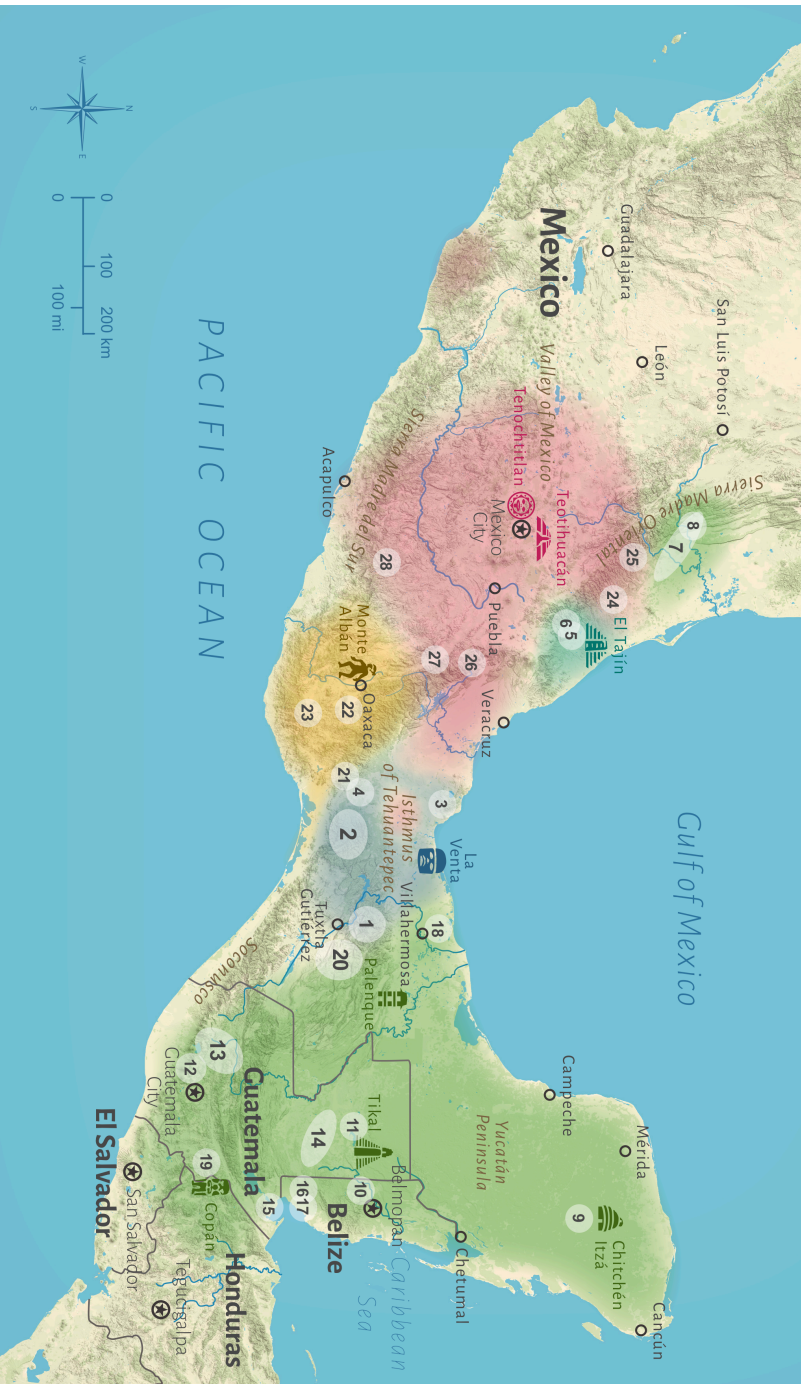 N
W
E
S
0
100
200 km
0
100 mi
PACIFIC OCEAN
Gulf of Mexico
Caribbean
Sea
Mexico
Guadalajara
San Luis Potosí
León
Valley of Mexico
Tenochtitlan
Teotihuacán
Mexico
City
Sierra Madre Oriental
Sierra Madre del Sur
Acapulco
Puebla
El Tajín
Veracruz
Monte
Albán
Oaxaca
Isthmus
of Tehuantepec
La
Venta
Villahermosa
Tuxtla
Gutiérrez
Soconusco
Palenque
Campeche
Mérida
Yucatán
Peninsula
Chitchén
Itzá
Cancún
Chetumal
Tikal
Belmopan
Belize
Guatemala
Guatemala
City
Copán
El Salvador
San Salvador
Honduras
Tegucigalpa
1
2
3
4
5
6
7
8
9
10
11
12
13
14
15
16
17
18
19
20
21
22
23
24
25
26
27
28